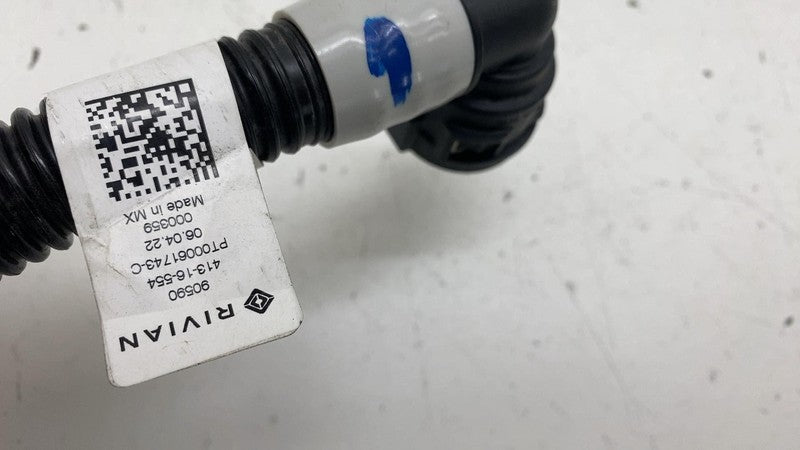 RIVIAN
90590
413-16-554
PT00061743-C
06.04.22
000359
Made in MX